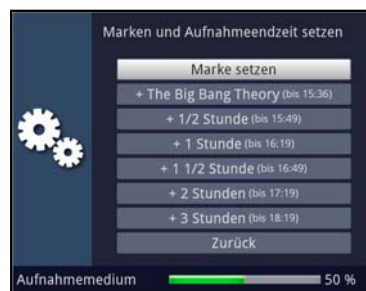 Marken und Aufnahmeendzeit setzen
Marke setzen
+ The Big Bang Theory (bis 15:36)
+ 1/2 Stunde (bis 15:49)
+ 1 Stunde (bis 16:19)
+ 1 1/2 Stunde (bis 16:49)
+ 2 Stunden (bis 17:19)
+ 3 Stunden (bis 18:19)
Zurück
Aufnahmemedium 50 %